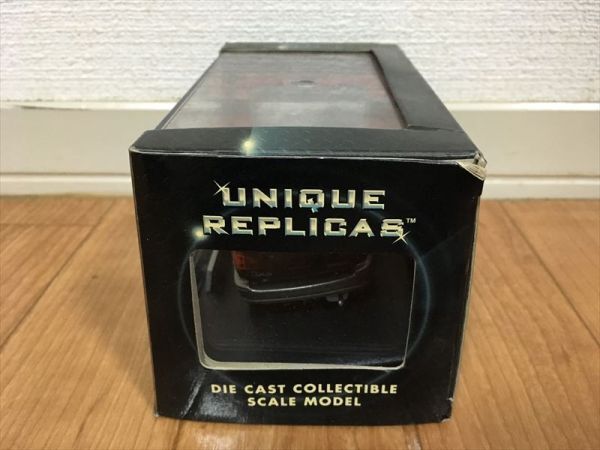 UNIQUE
REPLICAS™
DIE CAST COLLECTIBLE
SCALE MODEL